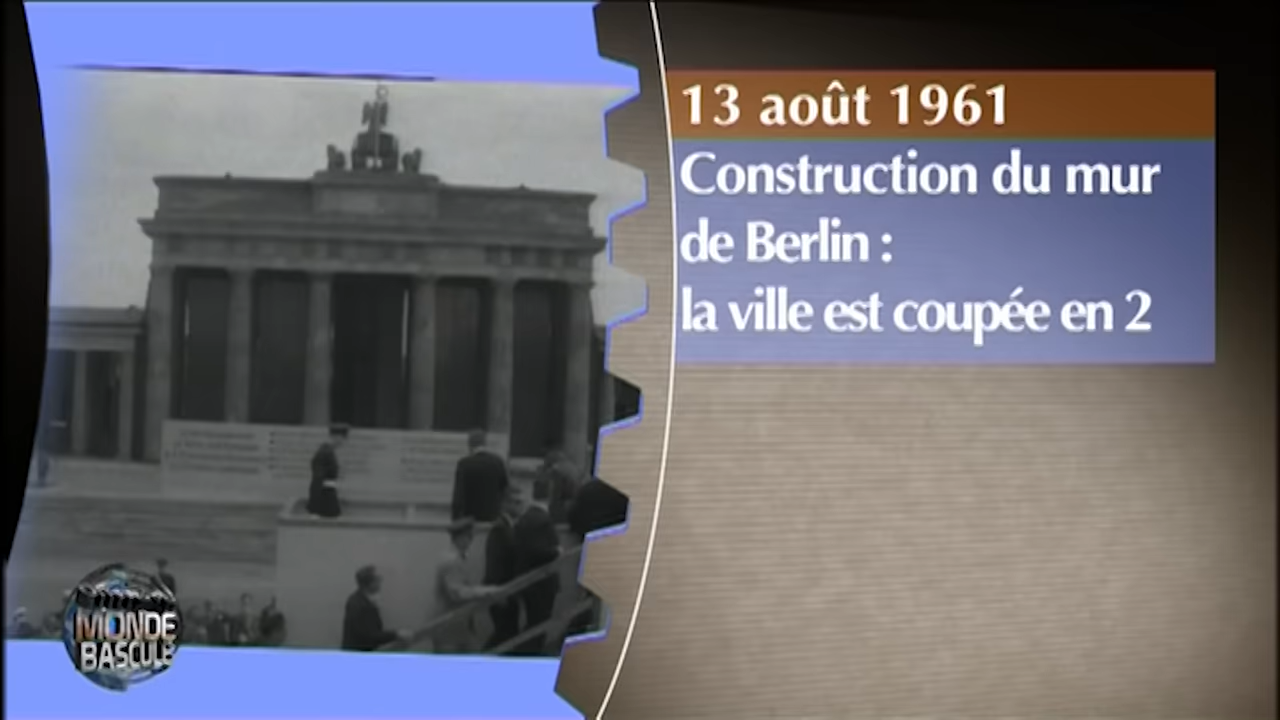 13 août 1961
Construction du mur
de Berlin :
la ville est coupée en 2
MONDE
BASCULE